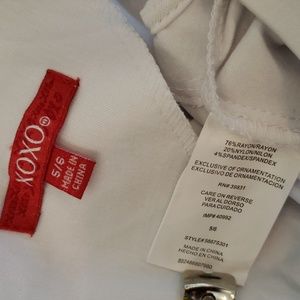 XOXO®
5/6
MADE IN
CHINA
76%RAYON/RAYON
20%NYLON/NILON
4%SPANDEX/SPANDEX
EXCLUSIVE OF ORNAMENTATION
EXCLUSIVO DE ORNAMENTACION
RN# 39831
CARE ON REVERSE
VER AL DORSO
PARA CUIDADO
IMP# 40992
5/6
STYLE# 58675301
MADE IN CHINA
HECHO EN CHINA